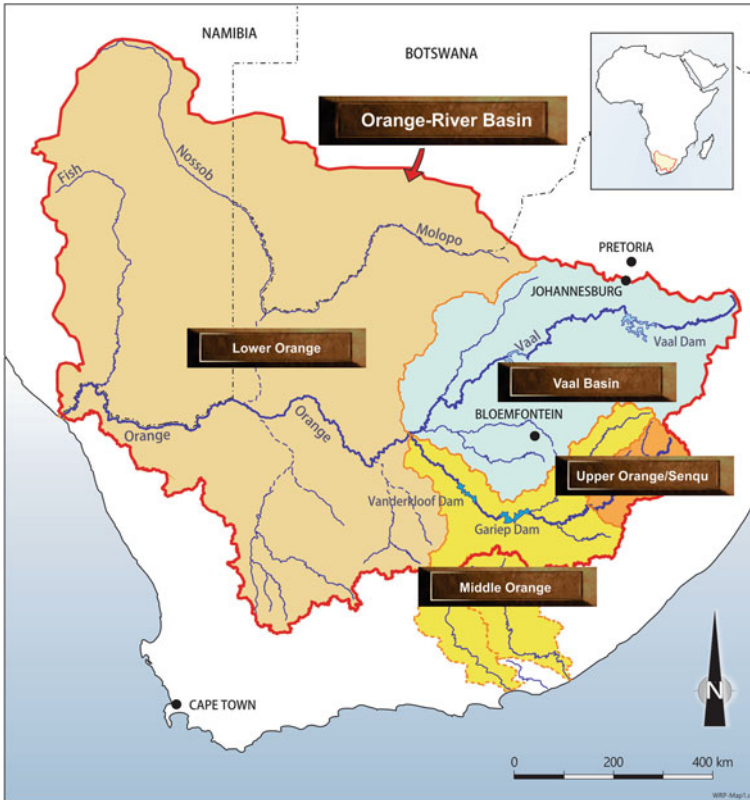 NAMIBIA
BOTSWANA
Orange-River Basin
Nossob
Fish
Molopo
PRETORIA
JOHANNESBURG
Lower Orange
Vaal
Vaal Dam
Vaal Basin
BLOEMFONTEIN
Orange
Orange
Upper Orange/Senqu
Vanderkloof Dam
Gariep Dam
Middle Orange
N
CAPE TOWN
0 200 400 km